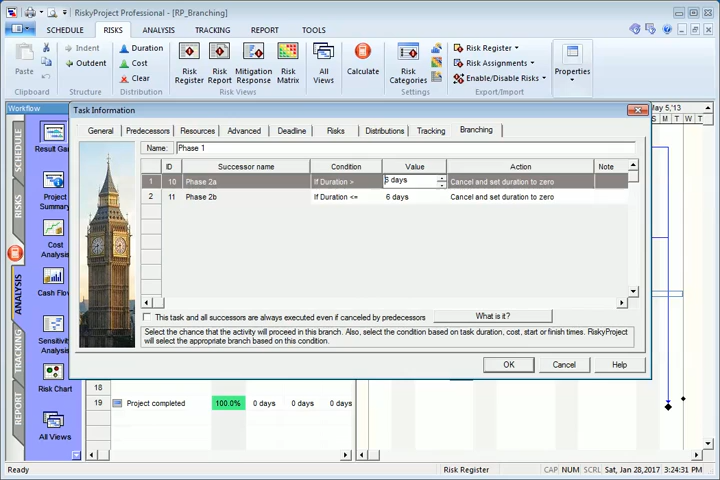 RiskyProject Professional - [RP_Branching]
SCHEDULE RISKS ANALYSIS TRACKING REPORT TOOLS
Paste
Clipboard
Indent
Outdent
Structure
Duration
Cost
Clear
Distribution
Risk Register
Risk Report
Mitigation Response
Risk Matrix
Risk Views
All Views
Calculate
Risk Categories
Settings
Risk Register
Risk Assignments
Enable/Disable Risks
Export/Import
Properties
Workflow
SCHEDULE
RISKS
ANALYSIS
TRACKING
REPORT
Project Summary
Cost Analysis
Risk Chart
All Views
May 5,'13
S M T W T F S
Task Information
General Predecessors Resources Advanced Deadline Risks Distributions Tracking Branching
Name: Phase 1
ID Successor name Condition Value Action Note
1 10 Phase 2a If Duration > 6 days Cancel and set duration to zero
2 11 Phase 2b If Duration <= 6 days Cancel and set duration to zero
This task and all successors are always executed even if canceled by predecessors
What is it?
Select the chance that the activity will proceed in this branch. Also, select the condition based on task duration, cost, start or finish times. RiskyProject
will select the appropriate branch based on this condition.
OK Cancel Help
18
19 Project completed 100.0% 0 days 0 days 0 days
Ready Risk Register CAP NUM SCRL Sat, Jan 28,2017 3:24:31 PM